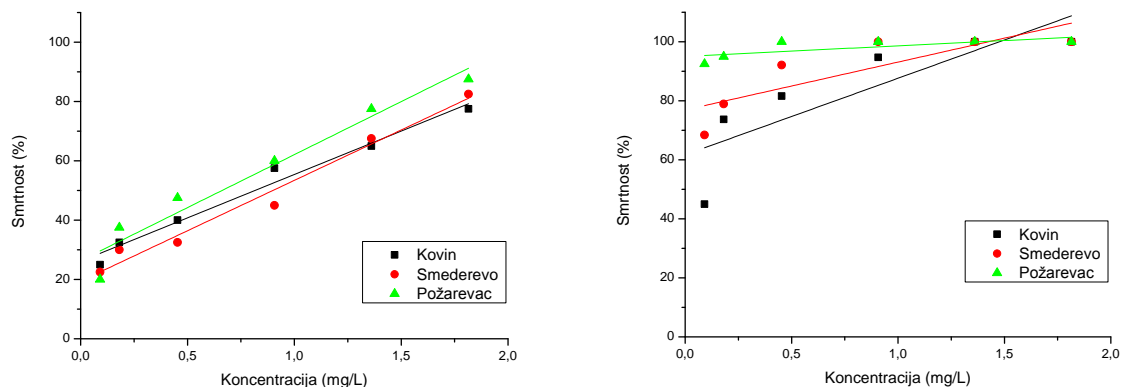 100
80
60
40
20
0
Smrtnost (%)
Kovin
Smederevo
Požarevac
0,0 0,5 1,0 1,5 2,0
Koncentracija (mg/L)
100
80
60
40
20
0
Smrtnost (%)
Kovin
Smederevo
Požarevac
0,0 0,5 1,0 1,5 2,0
Koncentracija (mg/L)